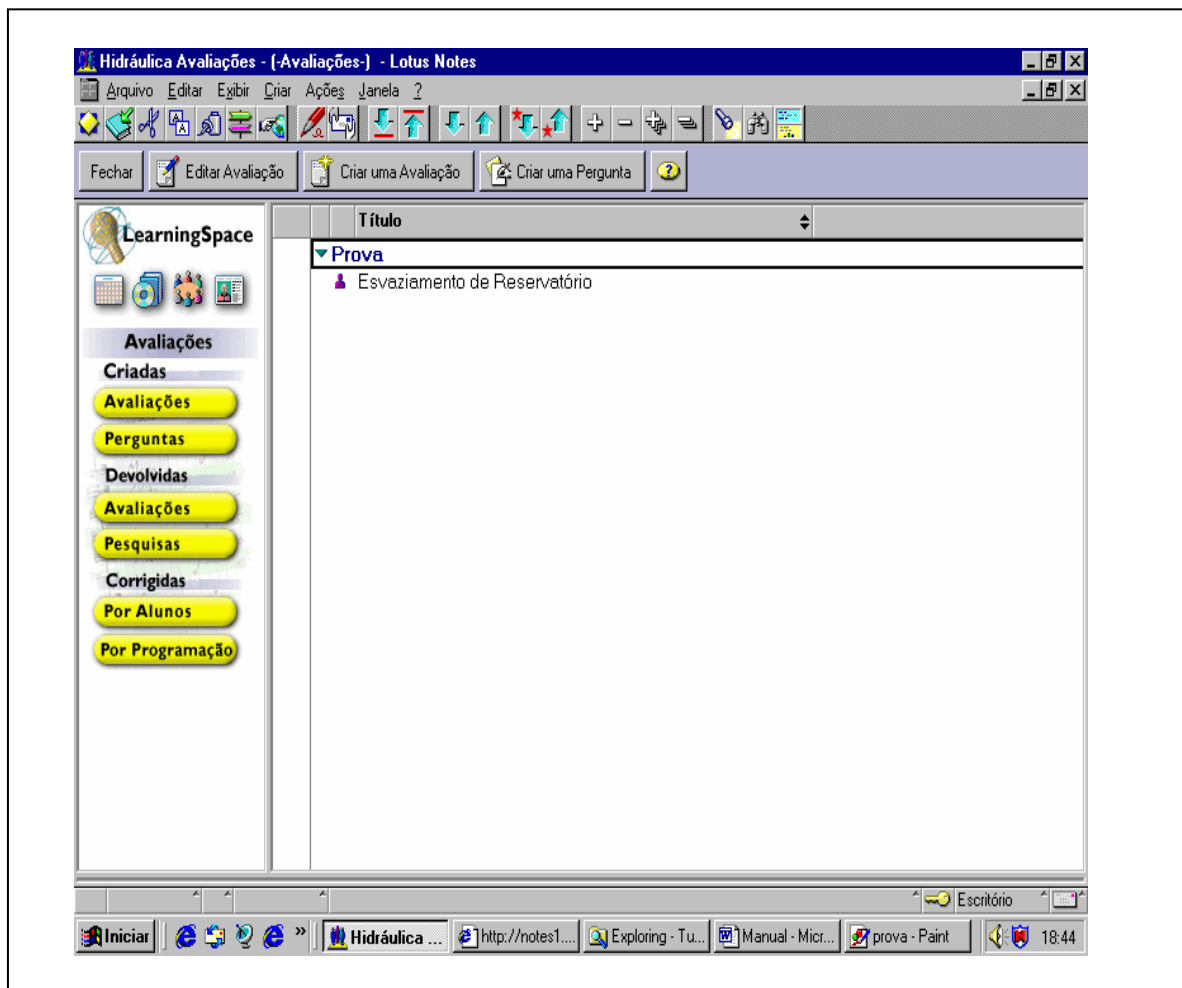 Hidráulica Avaliações - (-Avaliações-) - Lotus Notes
Arquivo Editar Exibir Criar Ações Janela ?
Fechar Editar Avaliação Criar uma Avaliação Criar uma Pergunta ?
LearningSpace
Avaliações
Criadas
Avaliações
Perguntas
Devolvidas
Avaliações
Pesquisas
Corrigidas
Por Alunos
Por Programação
Título
Prova
Esvaziamento de Reservatório
Escritório
Iniciar » Hidráulica ... http://notes1.... Exploring - Tu... Manual - Micr... prova - Paint 18:44